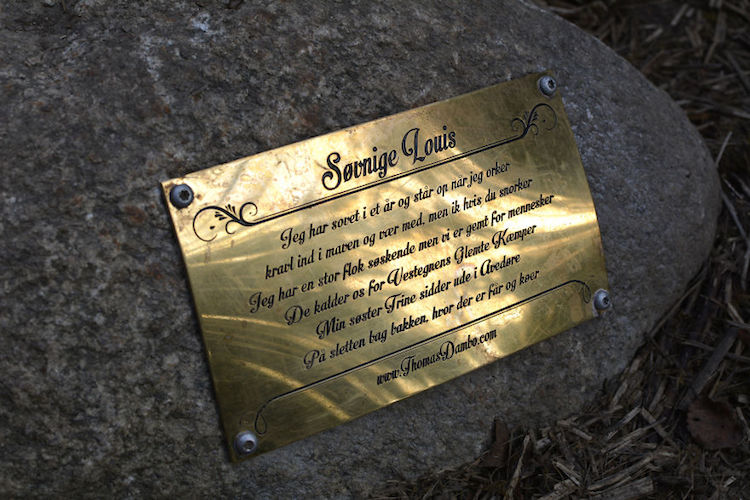 Søvnige Louis
Jeg har sovet i et år og står op når jeg orker
kravl ind i maven og vær med, men ik hvis du snorker
Jeg har en stor flok søskende men vi er gemt for mennesker
De kalder os for Vestegnens Glemte Kæmper
Min søster Trine sidder ude i Avedøre
På sletten bag bakken, hvor der er får og køer
www.ThomasDambo.com